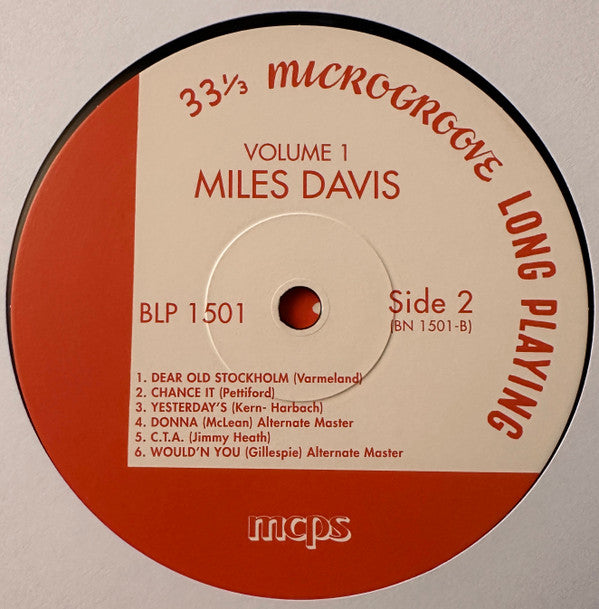 33⅓ MICROGROOVE LONG PLAYING
VOLUME 1
MILES DAVIS
BLP 1501
Side 2
(BN 1501-B)
1. DEAR OLD STOCKHOLM (Varmeland)
2. CHANCE IT (Pettiford)
3. YESTERDAY'S (Kern- Harbach)
4. DONNA (McLean) Alternate Master
5. C.T.A. (Jimmy Heath)
6. WOULD'N YOU (Gillespie) Alternate Master
mcps